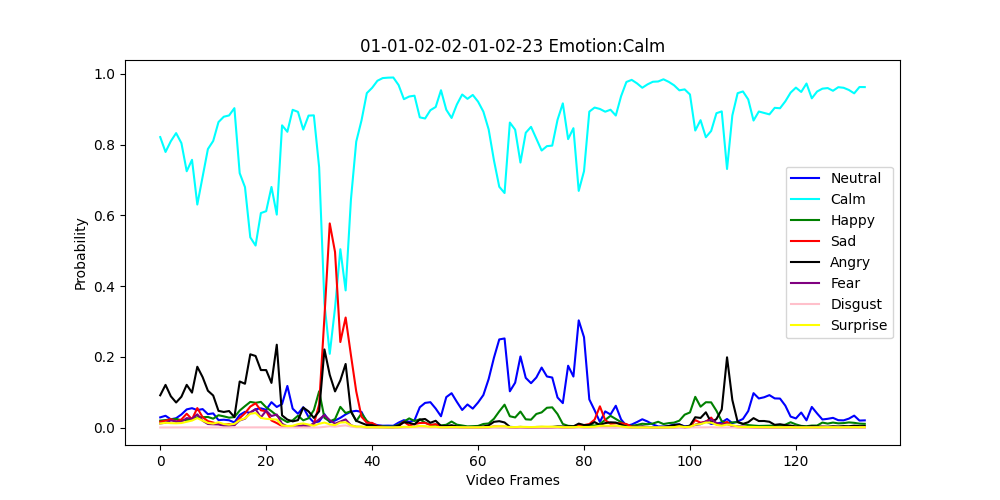 01-01-02-02-01-02-23 Emotion:Calm
1.0
0.8
0.6
0.4
0.2
0.0
Probability
0 20 40 60 80 100 120
Video Frames
Neutral
Calm
Happy
Sad
Angry
Fear
Disgust
Surprise